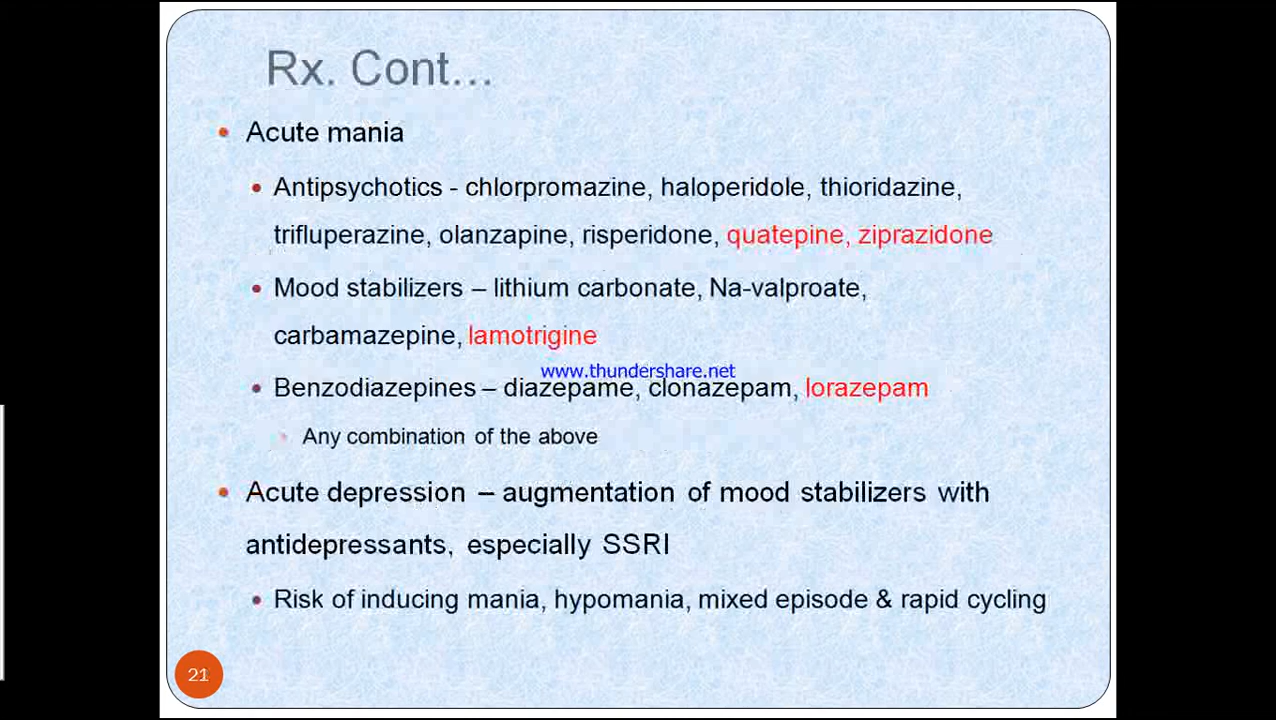 Rx. Cont...
Acute mania
Antipsychotics - chlorpromazine, haloperidole, thioridazine,
trifluperazine, olanzapine, risperidone, quatepine, ziprazidone
Mood stabilizers – lithium carbonate, Na-valproate,
carbamazepine, lamotrigine
www.thundershare.net
Benzodiazepines – diazepame, clonazepam, lorazepam
Any combination of the above
Acute depression – augmentation of mood stabilizers with
antidepressants, especially SSRI
Risk of inducing mania, hypomania, mixed episode & rapid cycling
21